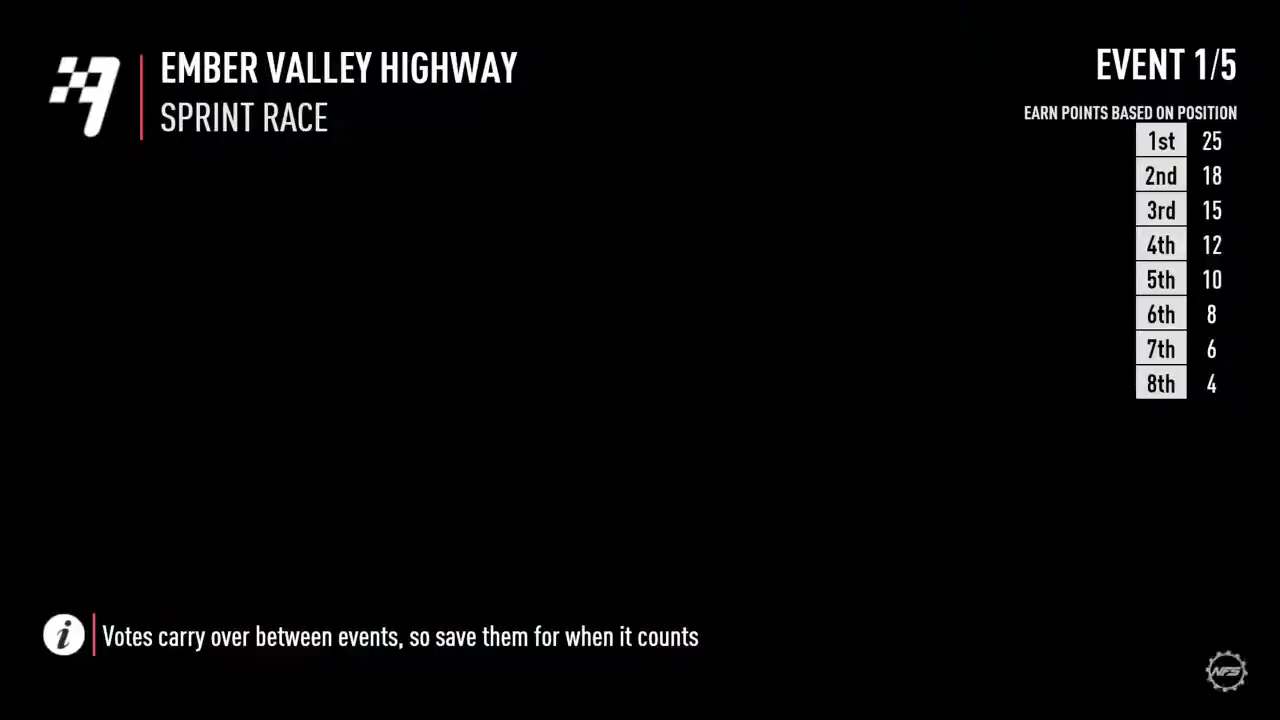 EMBER VALLEY HIGHWAY
SPRINT RACE
EVENT 1/5
EARN POINTS BASED ON POSITION
1st 25
2nd 18
3rd 15
4th 12
5th 10
6th 8
7th 6
8th 4
i Votes carry over between events, so save them for when it counts
NFS